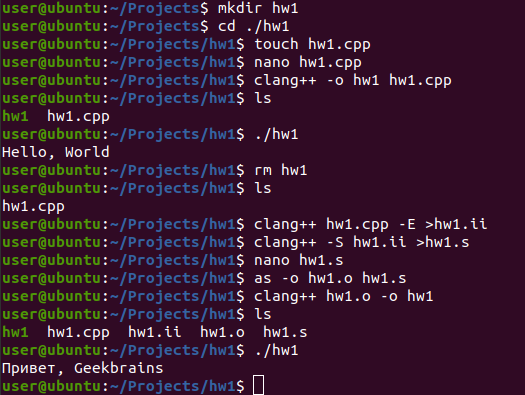 user@ubuntu:~/Projects$ mkdir hw1
user@ubuntu:~/Projects$ cd ./hw1
user@ubuntu:~/Projects/hw1$ touch hw1.cpp
user@ubuntu:~/Projects/hw1$ nano hw1.cpp
user@ubuntu:~/Projects/hw1$ clang++ -o hw1 hw1.cpp
user@ubuntu:~/Projects/hw1$ ls
hw1  hw1.cpp
user@ubuntu:~/Projects/hw1$ ./hw1
Hello, World
user@ubuntu:~/Projects/hw1$ rm hw1
user@ubuntu:~/Projects/hw1$ ls
hw1.cpp
user@ubuntu:~/Projects/hw1$ clang++ hw1.cpp -E >hw1.ii
user@ubuntu:~/Projects/hw1$ clang++ -S hw1.ii >hw1.s
user@ubuntu:~/Projects/hw1$ nano hw1.s
user@ubuntu:~/Projects/hw1$ as -o hw1.o hw1.s
user@ubuntu:~/Projects/hw1$ clang++ hw1.o -o hw1
user@ubuntu:~/Projects/hw1$ ls
hw1  hw1.cpp  hw1.ii  hw1.o  hw1.s
user@ubuntu:~/Projects/hw1$ ./hw1
Привет, Geekbrains
user@ubuntu:~/Projects/hw1$